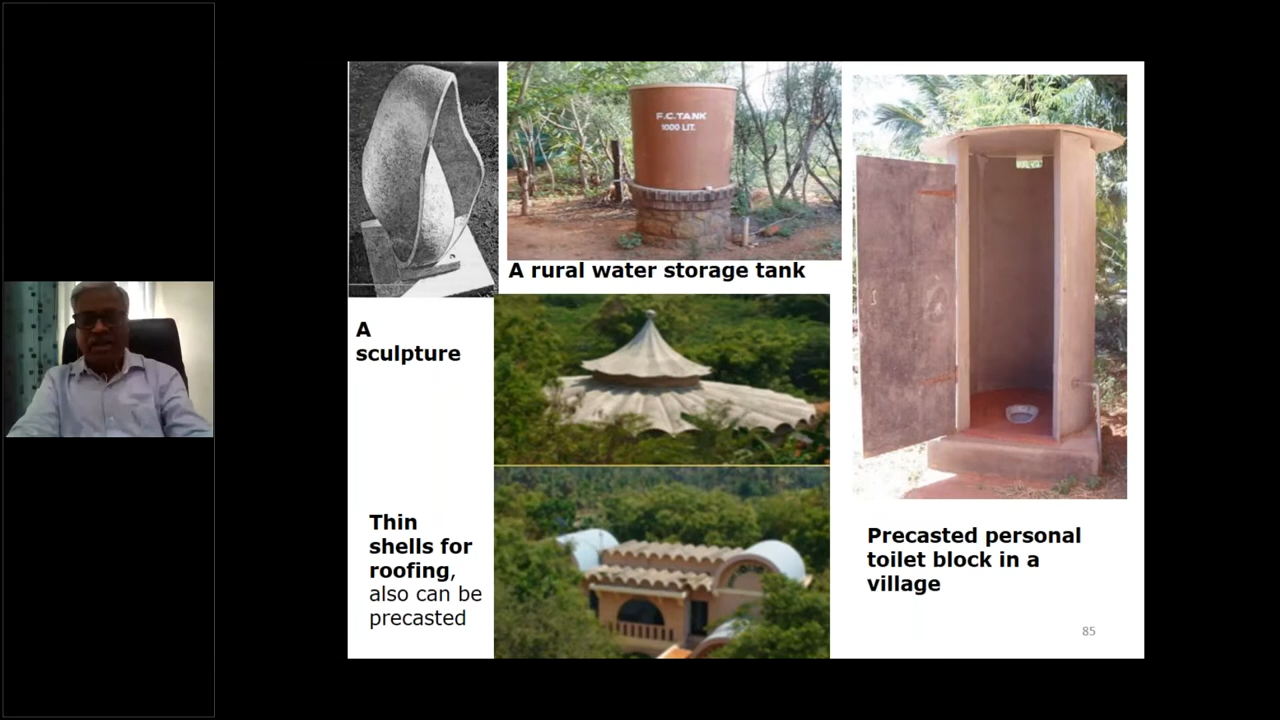 F.C.TANK
1000 LIT.
A rural water storage tank
A
sculpture
Thin
shells for
roofing, 
also can be
precasted
Precasted personal
toilet block in a
village
85